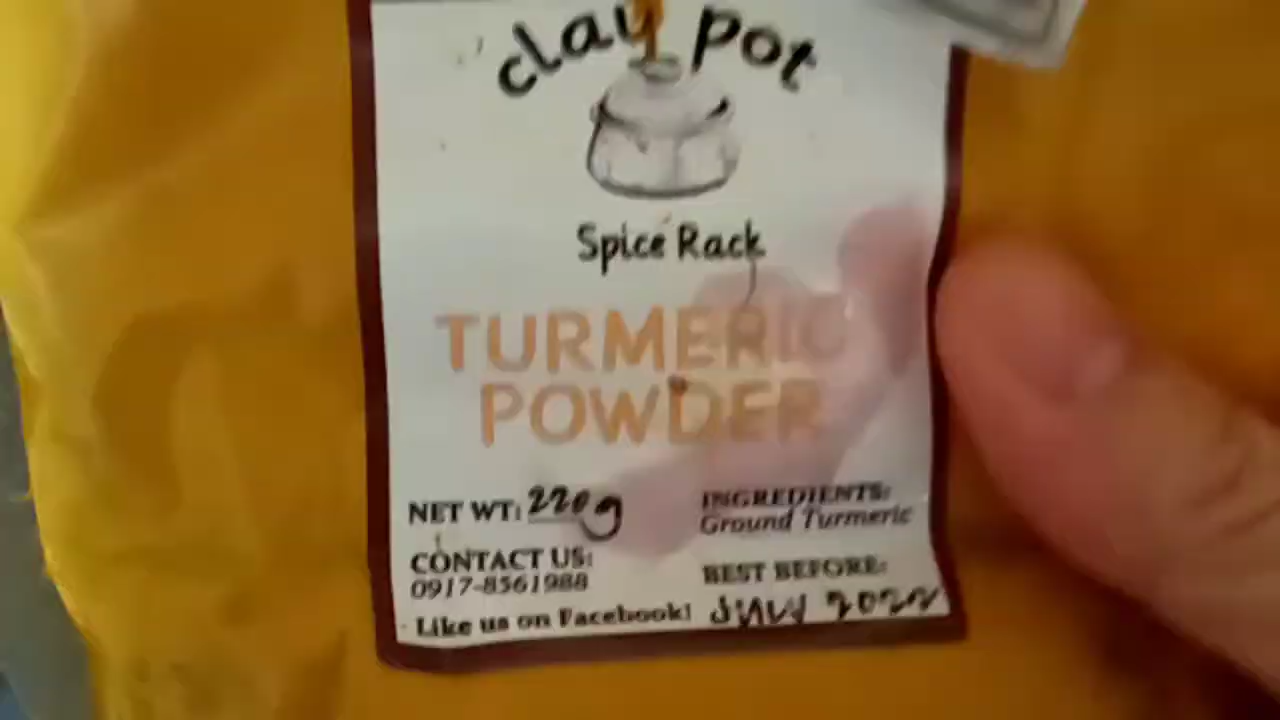 clay pot
Spice Rack
TURMERIC
POWDER
NET WT: 220g
INGREDIENTS:
Ground Turmeric
CONTACT US:
0917-8561988
BEST BEFORE:
July 2022
Like us on Facebook!